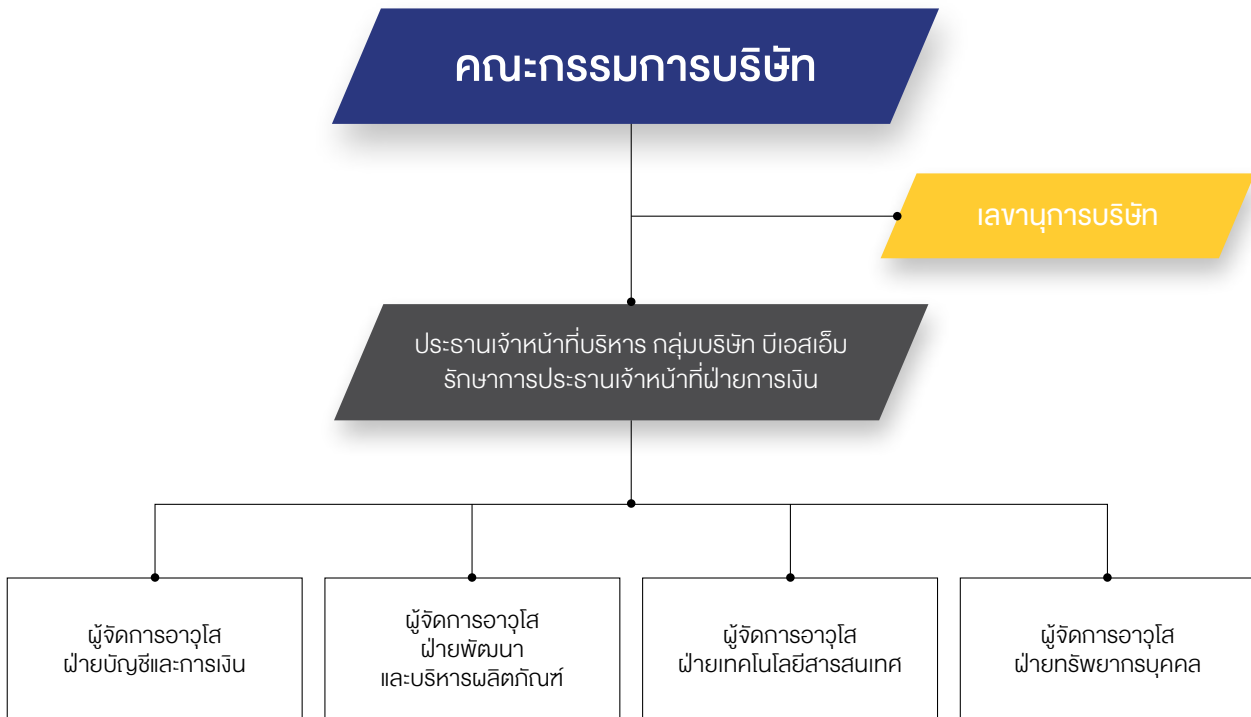 คณะกรรมการบริษัท
เลขานุการบริษัท
ประธานเจ้าหน้าที่บริหาร กลุ่มบริษัท บีเอสเอ็ม
รักษาการประธานเจ้าหน้าที่ฝ่ายการเงิน
ผู้จัดการอาวุโส
ฝ่ายบัญชีและการเงิน
ผู้จัดการอาวุโส
ฝ่ายพัฒนา
และบริหารผลิตภัณฑ์
ผู้จัดการอาวุโส
ฝ่ายเทคโนโลยีสารสนเทศ
ผู้จัดการอาวุโส
ฝ่ายทรัพยากรบุคคล